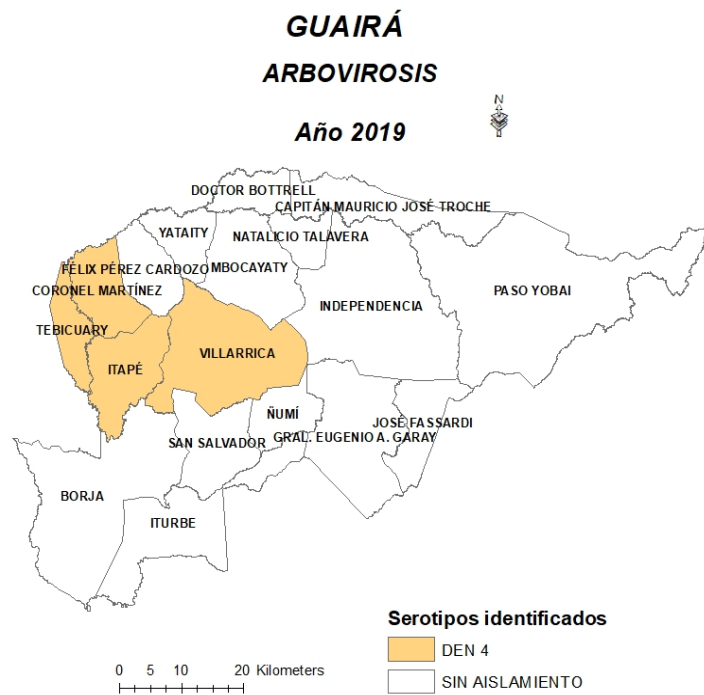 GUAIRÁ
ARBOVIROSIS
Año 2019
N
DOCTOR BOTTRELL
CAPITÁN MAURICIO JOSÉ TROCHE
YATAITY
NATALICIO TALAVERA
FÉLIX PÉREZ CARDOZO
MBOCAYATY
CORONEL MARTÍNEZ
PASO YOBAI
INDEPENDENCIA
TEBICUARY
VILLARRICA
ITAPÉ
ÑUMÍ
JOSÉ FASSARDI
SAN SALVADOR
GRAL. EUGENIO A. GARAY
BORJA
ITURBE
Serotipos identificados
DEN 4
SIN AISLAMIENTO
0 5 10 20 Kilometers